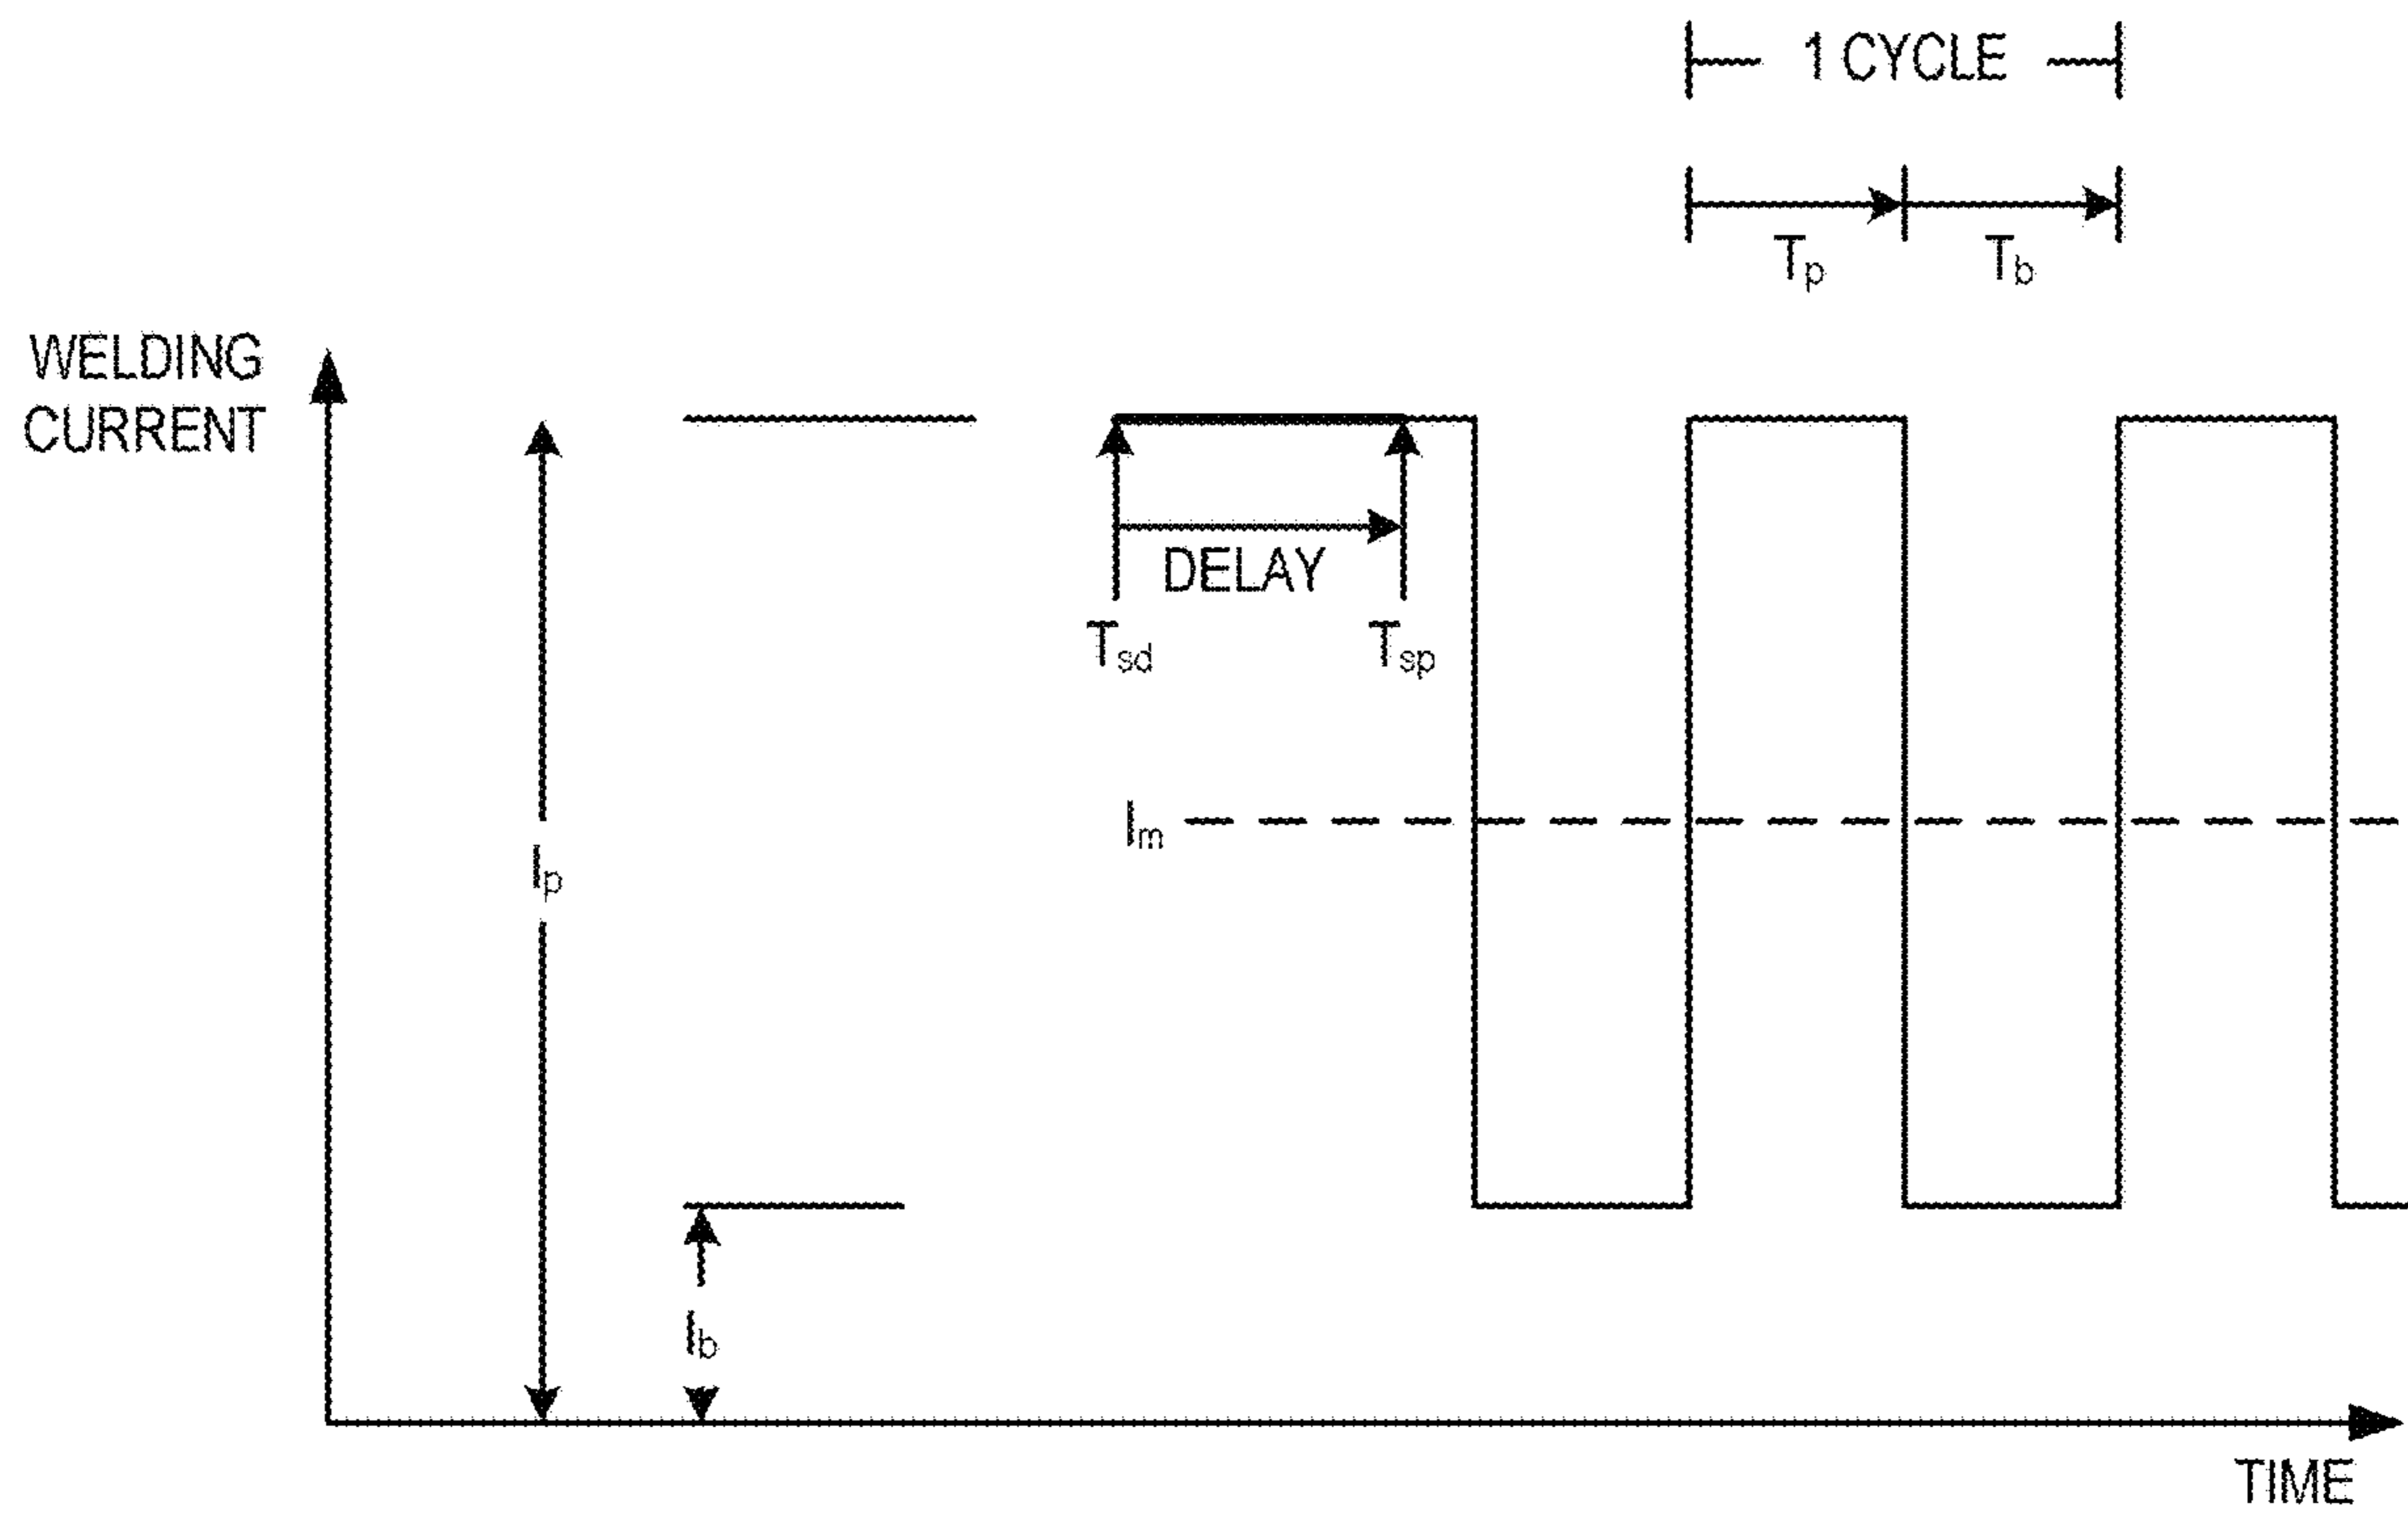 1 CYCLE
Tp Tb
WELDING
CURRENT
DELAY
Tsd Tsp
Im
Ip
Ib
TIME